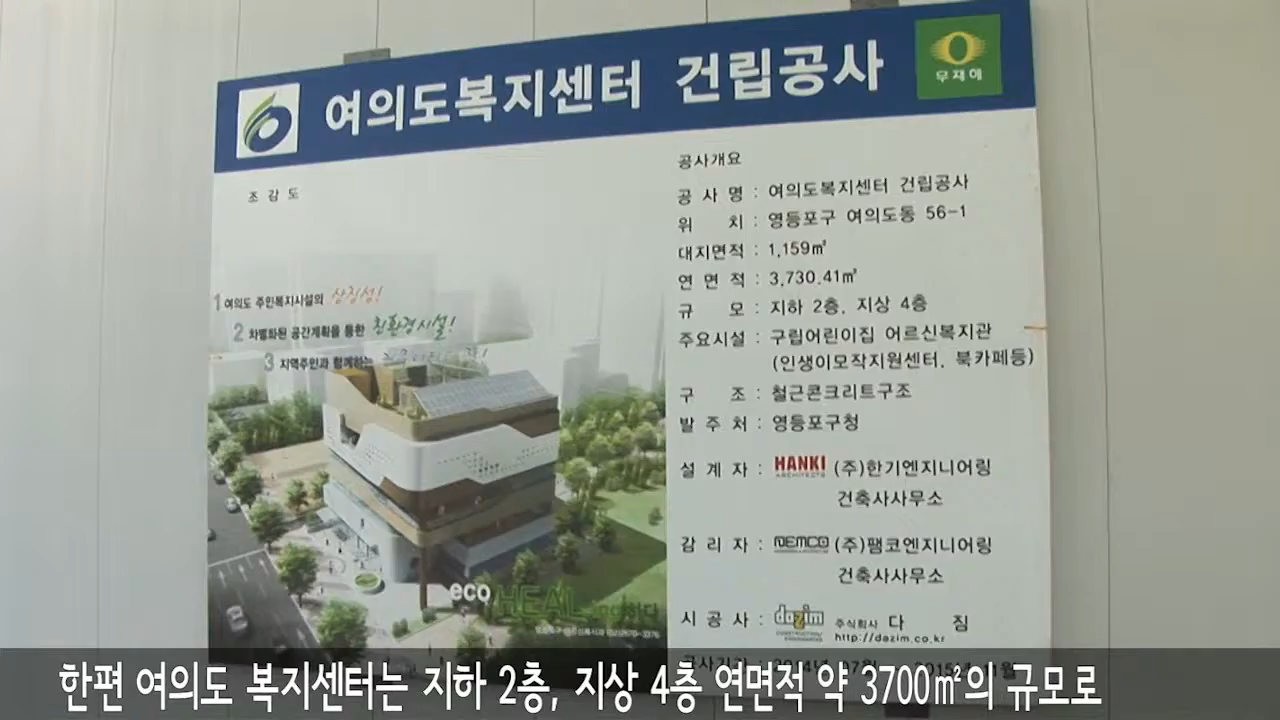 여의도복지센터 건립공사
무재해
조감도
1 여의도 주민복지시설의 상징성!
2 차별화된 공간계획을 통한 친환경시설!
3 지역주민과 함께하는
eco HEAL
공사개요
공 사 명 : 여의도복지센터 건립공사
위 치 : 영등포구 여의도동 56-1
대지면적 : 1,159㎡
연 면 적 : 3,730.41㎡
규 모 : 지하 2층, 지상 4층
주요시설 : 구립어린이집 어르신복지관
(인생이모작지원센터, 북카페등)
구 조 : 철근콘크리트구조
발 주 처 : 영등포구청
설 계 자 : HANKI ARCHITECTS (주)한기엔지니어링
건축사사무소
감 리 자 : NEMCO (주)팸코엔지니어링
건축사사무소
시 공 사 : dazim 주식회사 다 짐
http://dazim.co.kr
한편 여의도 복지센터는 지하 2층, 지상 4층 연면적 약 3700㎡의 규모로